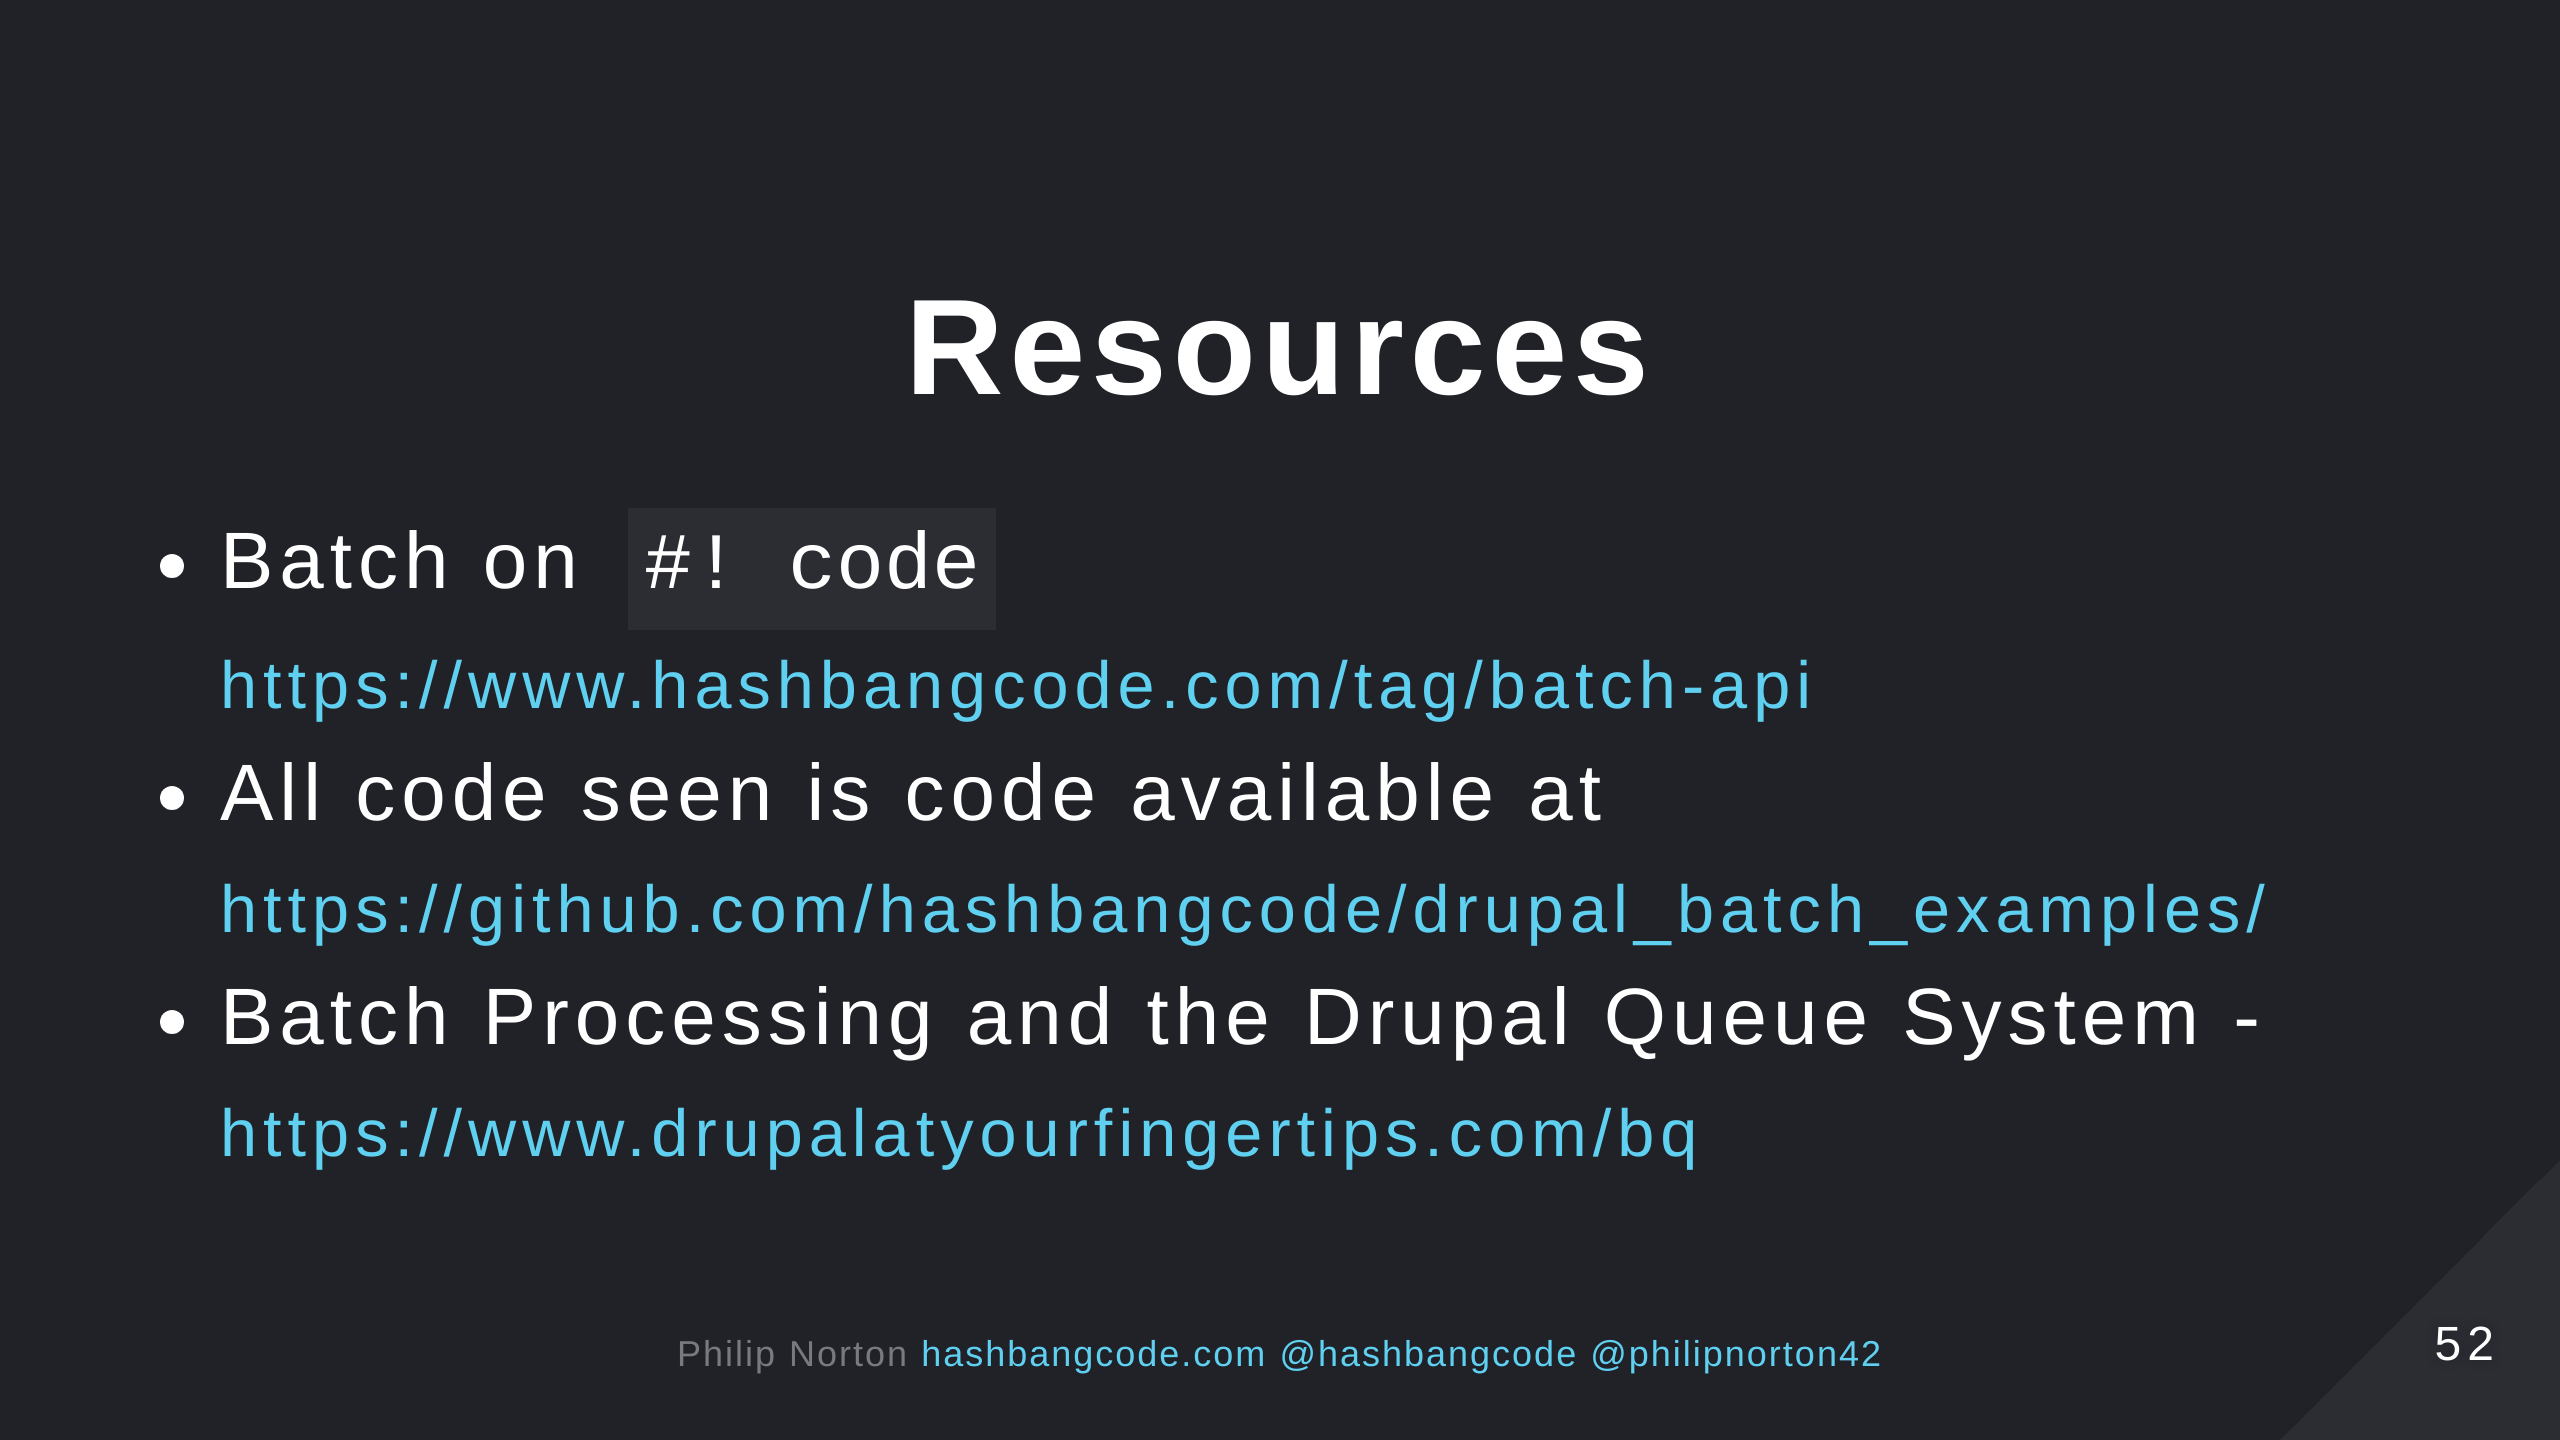 Resources
• Batch on #! code
https://www.hashbangcode.com/tag/batch-api
• All code seen is code available at
https://github.com/hashbangcode/drupal_batch_examples/
• Batch Processing and the Drupal Queue System -
https://www.drupalatyourfingertips.com/bq
Philip Norton hashbangcode.com @hashbangcode @philipnorton42
52